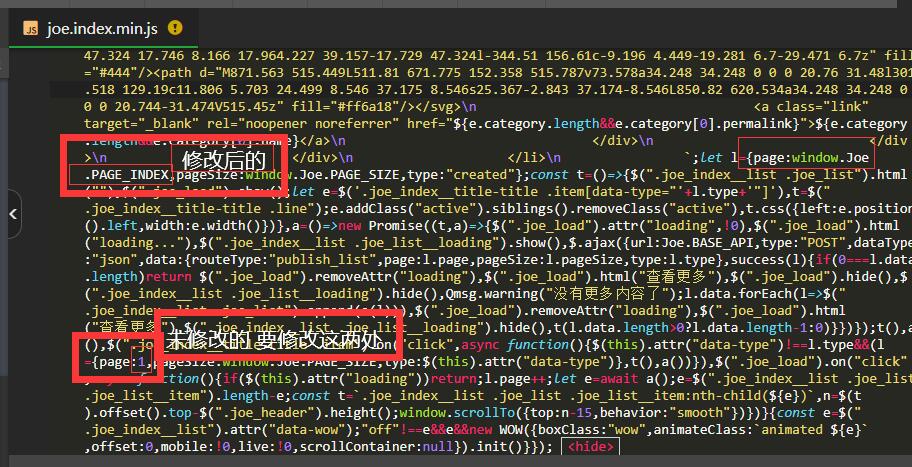 joe.index.min.js
47.324 17.746 8.166 17.964.227 39.157-17.729 47.324l-344.51 156.61c-9.196 4.449-19.281 6.7-29.471 6.7z" fill
="#444"/><path d="M871.563 515.449L511.81 671.775 152.358 515.787v73.578a34.248 34.248 0 0 0 20.76 31.48l301
.518 129.19c11.806 5.703 24.499 8.546 37.175 8.546s25.367-2.843 37.174-8.546L850.82 620.534a34.248 34.248 0
0 0 20.744-31.474V515.45z" fill="#ff6a18"/></svg>\n <a class="link"
target="_blank" rel="noopener noreferrer" href="${e.category.length&&e.category[0].permalink}">${e.category
.length&&e.category[0].name}</a>\n </div>\n </div>
修改后的
\n </div>\n </li>\n `;let l={page:window.Joe
.PAGE_INDEX,pageSize:window.Joe.PAGE_SIZE,type:"created"};const t=()=>{$(".joe_index__list .joe_list").html
(""),$(".joe_load").show();let e=$('.joe_index__title-title .item[data-type="'+l.type+'"]'),t=$(
".joe_index__title-title .line");e.addClass("active").siblings().removeClass("active"),t.css({left:e.position
().left,width:e.width()})},a=()=>new Promise((t,a)=>{$(".joe_load").attr("loading",!0),$(".joe_load").html
("loading..."),$(".joe_index__list .joe_list__loading").show(),$.ajax({url:Joe.BASE_API,type:"POST",dataType
:"json",data:{routeType:"publish_list",page:l.page,pageSize:l.pageSize,type:l.type},success(l){if(0===l.data
.length)return $(".joe_load").removeAttr("loading"),$(".joe_load").html("查看更多"),$(".joe_load").hide(),$
(".joe_index__list .joe_list__loading").hide(),Qmsg.warning("没有更多内容了");l.data.forEach(l=>$(
".joe_load").removeAttr("loading"),$(".joe_load").html
("查看更多"),$(".joe_index__list .joe_list__loading").hide(),t(l.data.length>0?l.data.length-1:0)}})});t(),a
未修改的 要修改这两处
"click",async function(){$(this).attr("data-type")!==l.type&&(l
={page:1,pageSize:window.Joe.PAGE_SIZE,type:$(this).attr("data-type")},t(),a())}),$(".joe_load").on("click"
,async function(){if($(this).attr("loading"))return;l.page++;let e=await a();e=$(".joe_index__list .joe_list
.joe_list__item").length-e;const t=`.joe_index__list .joe_list .joe_list__item:nth-child(${e})`,n=$(t
).offset().top-$(".joe_header").height();window.scrollTo({top:n-15,behavior:"smooth"})})}{const e=$(
".joe_index__list").attr("data-wow");"off"!==e&&e&&new WOW({boxClass:"wow",animateClass:`animated ${e}`
,offset:0,mobile:!0,live:!0,scrollContainer:null}).init()}}); <hide>